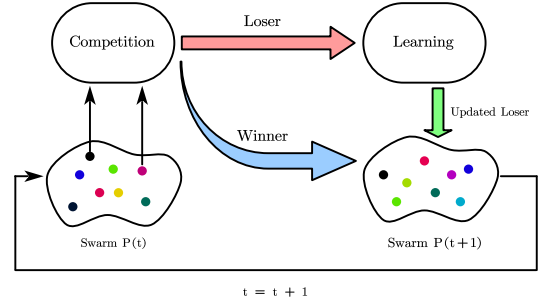 Loser
Competition
Learning
Updated Loser
Winner
Swarm P(t)
Swarm P(t+1)
t = t + 1